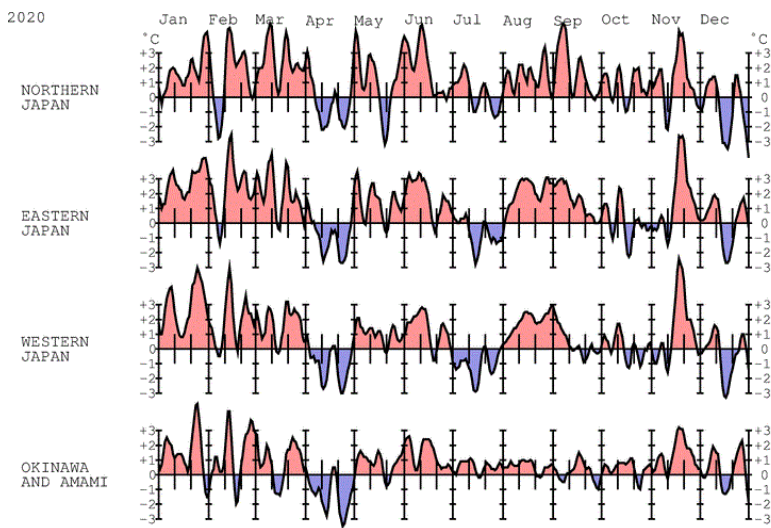 2020
Jan Feb Mar Apr May Jun Jul Aug Sep Oct Nov Dec
°C °C
+3 +3
+2 +2
NORTHERN +1 +1
JAPAN 0 0
-1 -1
-2 -2
-3 -3
+3 +3
+2 +2
EASTERN +1 +1
JAPAN 0 0
-1 -1
-2 -2
-3 -3
+3 +3
+2 +2
WESTERN +1 +1
JAPAN 0 0
-1 -1
-2 -2
-3 -3
+3 +3
+2 +2
OKINAWA +1 +1
AND AMAMI 0 0
-1 -1
-2 -2
-3 -3